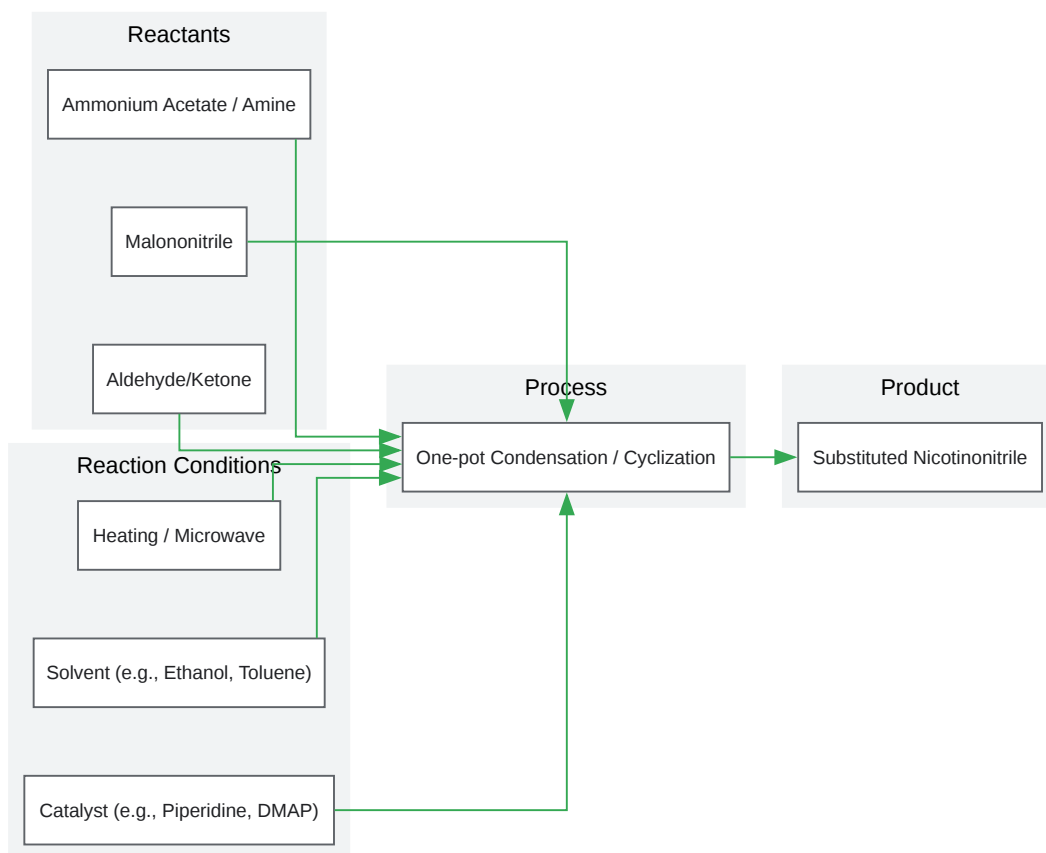 Reactants
Ammonium Acetate / Amine
Malononitrile
Aldehyde/Ketone
Reaction Conditions
Heating / Microwave
Solvent (e.g., Ethanol, Toluene)
Catalyst (e.g., Piperidine, DMAP)
Process
One-pot Condensation / Cyclization
Product
Substituted Nicotinonitrile